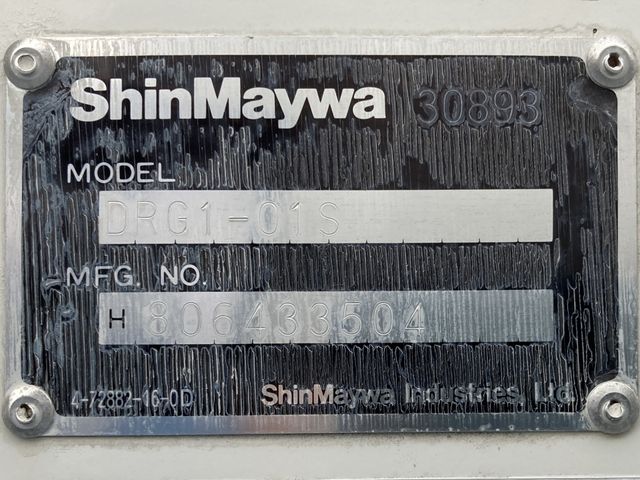 ShinMaywa 30893
MODEL
DRG1-01S
MFG. NO.
H 806433504
4-72882-16-0D ShinMaywa Industries, Ltd.